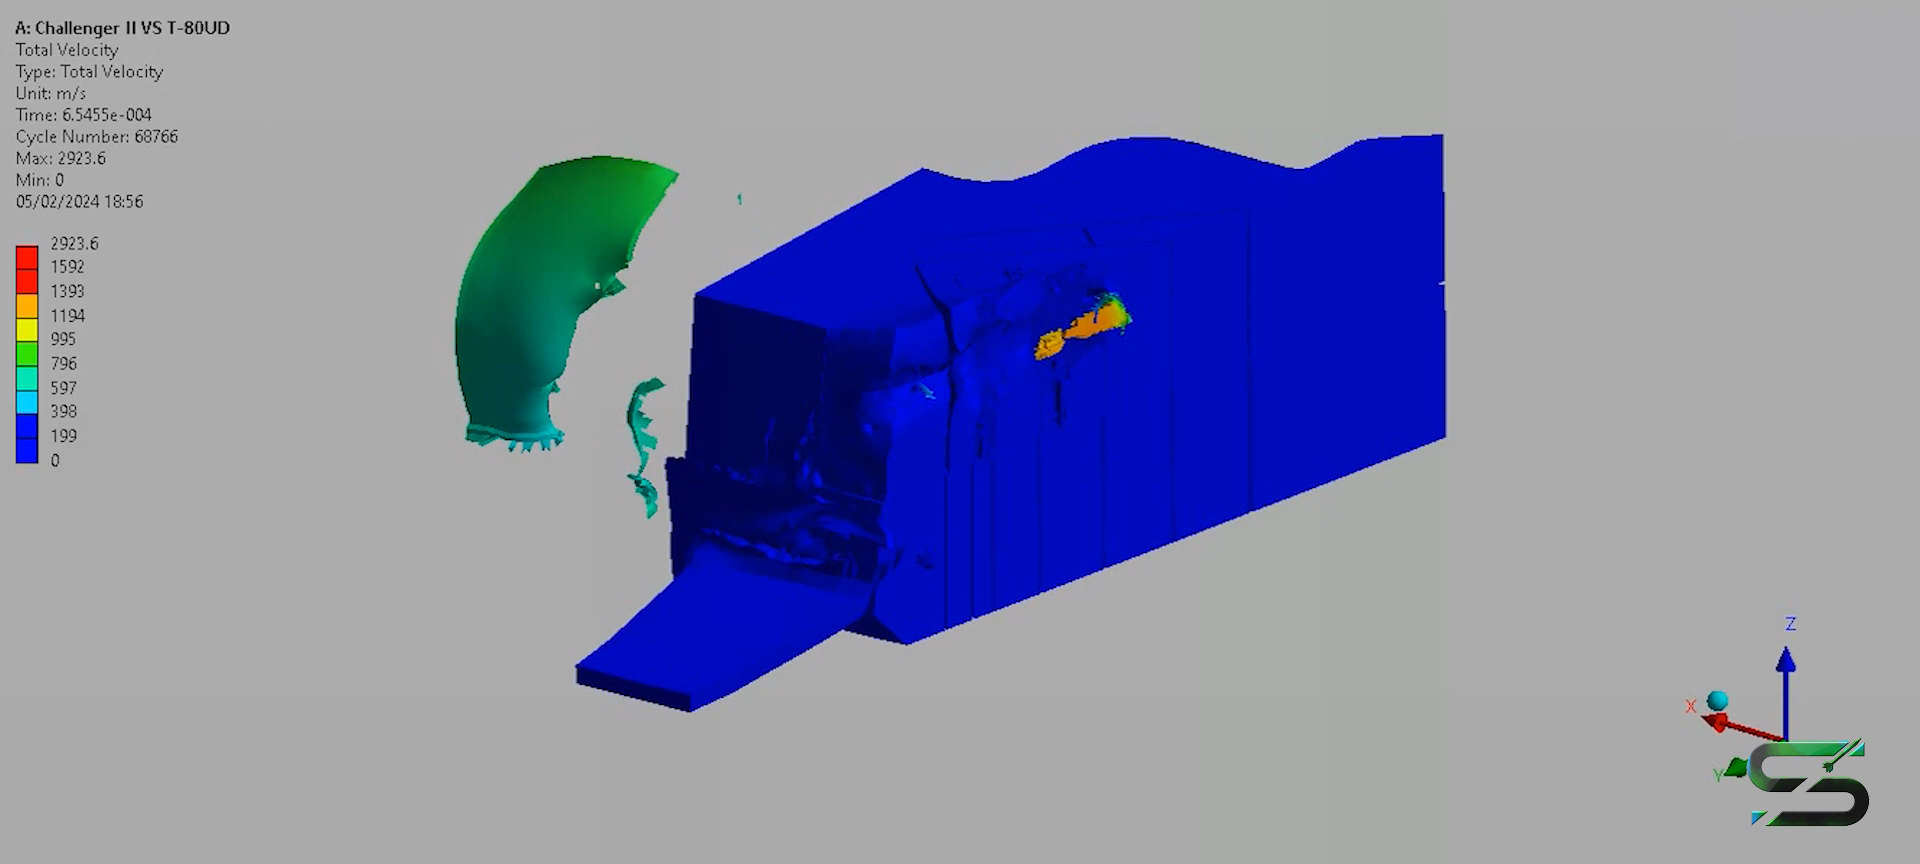 A: Challenger II VS T-80UD
Total Velocity
Type: Total Velocity
Unit: m/s
Time: 6.5455e-004
Cycle Number: 68766
Max: 2923.6
Min: 0
05/02/2024 18:56
2923.6
1592
1393
1194
995
796
597
398
199
0
Z
X
Y